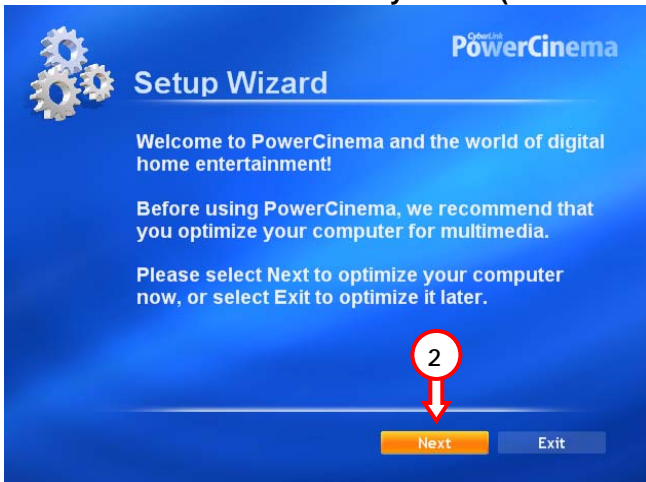 CyberLink
PowerCinema
Setup Wizard
Welcome to PowerCinema and the world of digital
home entertainment!
Before using PowerCinema, we recommend that
you optimize your computer for multimedia.
Please select Next to optimize your computer
now, or select Exit to optimize it later.
2
Next Exit